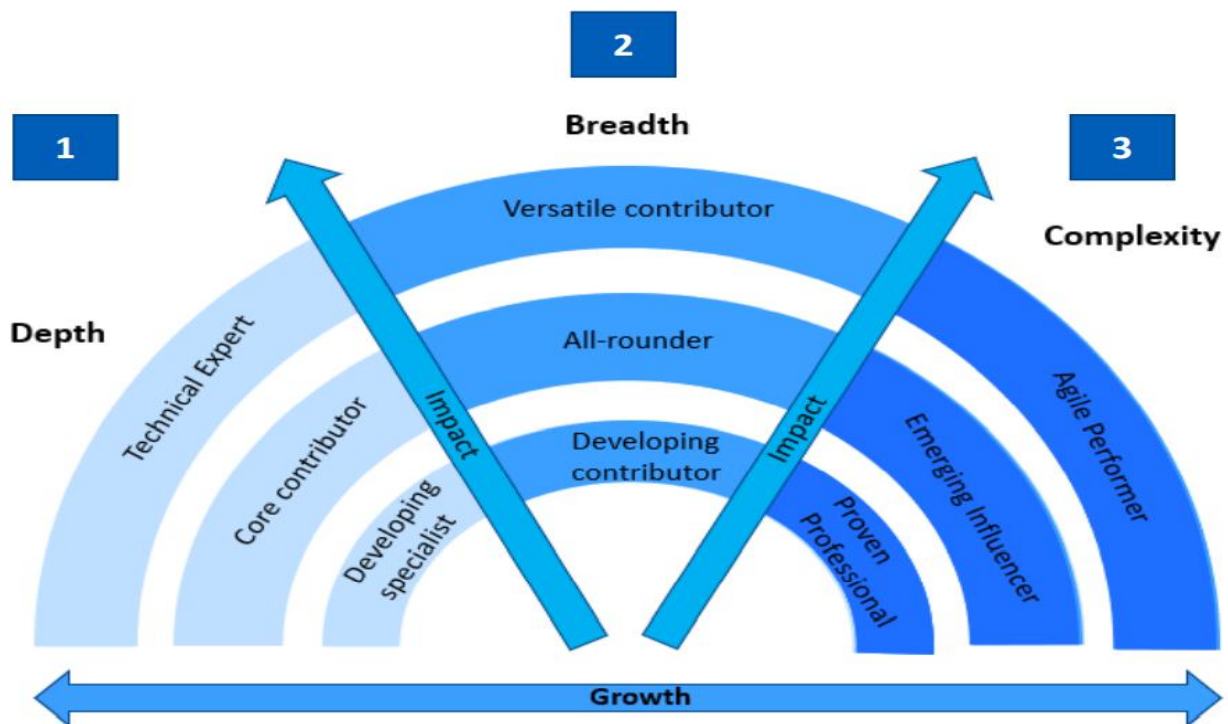 2
1
Breadth
3
Versatile contributor
Complexity
Depth
Technical Expert
All-rounder
Agile Performer
Core contributor
Impact
Impact
Emerging Influencer
Developing
contributor
Developing
specialist
Proven
Professional
Growth